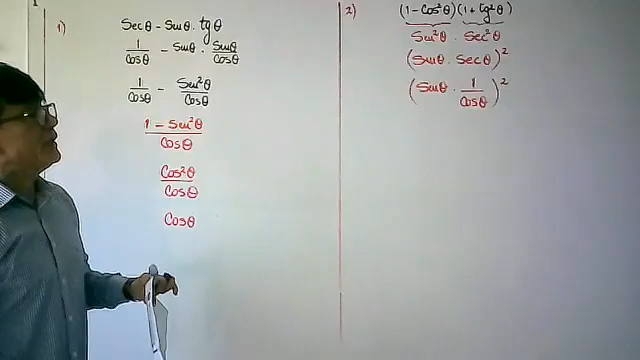 1)
Secθ - Senθ . tgθ
1/Cosθ - Senθ . Senθ/Cosθ
1/Cosθ - Sen²θ/Cosθ
1 - Sen²θ/Cosθ
Cos²θ/Cosθ
Cosθ
2)
(1 - Cos²θ)(1 + tg²θ)
Sen²θ . Sec²θ
(Senθ . Secθ)²
(Senθ . 1/Cosθ)²